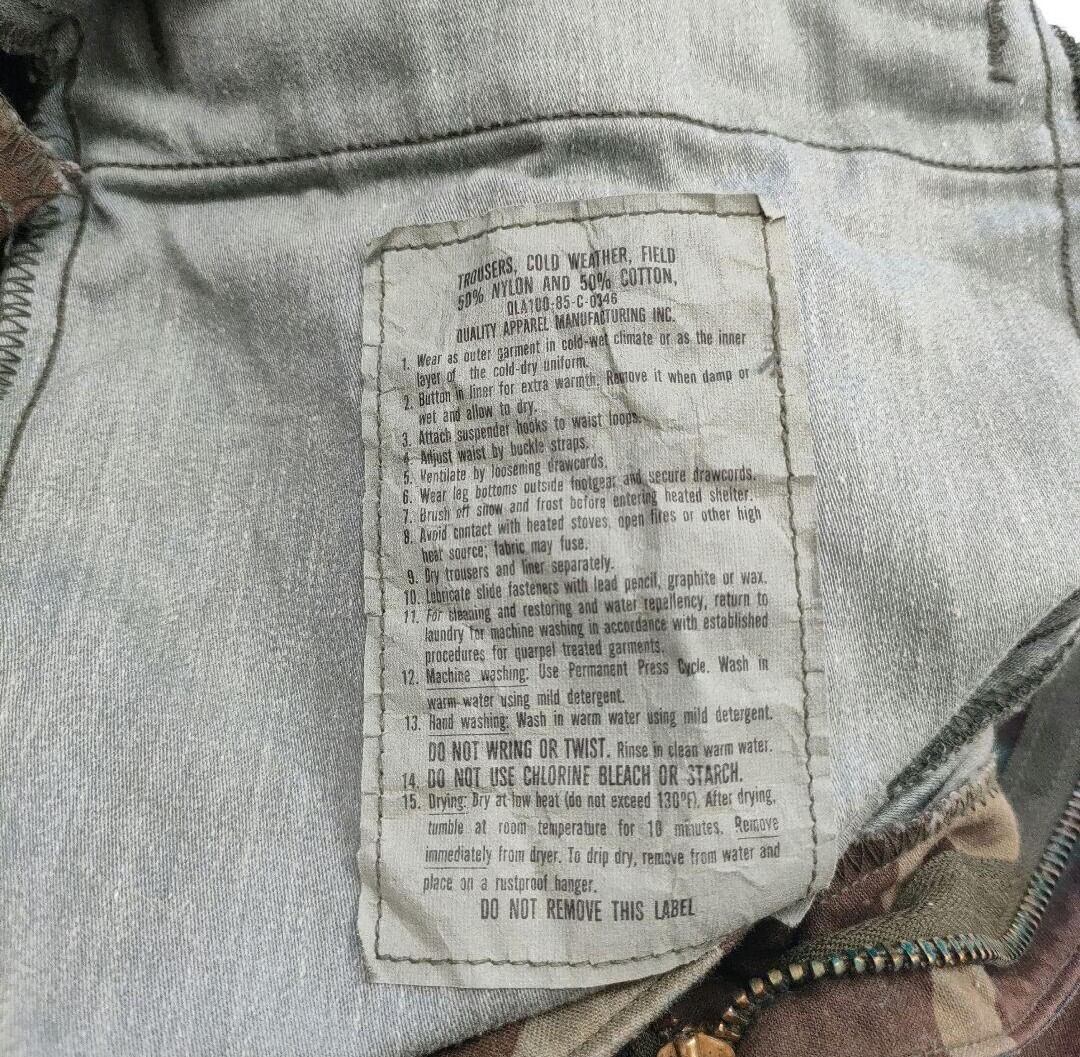 TROUSERS, COLD WEATHER, FIELD
50% NYLON AND 50% COTTON,
DLA100-85-C-0346
QUALITY APPAREL MANUFACTURING INC.
1. Wear as outer garment in cold-wet climate or as the inner
layer of the cold-dry uniform.
2. Button in liner for extra warmth. Remove it when damp or
wet and allow to dry.
3. Attach suspender hooks to waist loops.
4. Adjust waist by buckle straps.
5. Ventilate by loosening drawcords.
6. Wear leg bottoms outside footgear and secure drawcords.
7. Brush off snow and frost before entering heated shelter.
8. Avoid contact with heated stoves, open fires or other high
heat source; fabric may fuse.
9. Dry trousers and liner separately.
10. Lubricate slide fasteners with lead pencil, graphite or wax.
11. For cleaning and restoring and water repellency, return to
laundry for machine washing in accordance with established
procedures for quarpel treated garments.
12. Machine washing: Use Permanent Press Cycle. Wash in
warm water using mild detergent.
13. Hand washing: Wash in warm water using mild detergent.
DO NOT WRING OR TWIST. Rinse in clean warm water.
14. DO NOT USE CHLORINE BLEACH OR STARCH.
15. Drying: Dry at low heat (do not exceed 130°F). After drying,
tumble at room temperature for 10 minutes. Remove
immediately from dryer. To drip dry, remove from water and
place on a rustproof hanger.
DO NOT REMOVE THIS LABEL